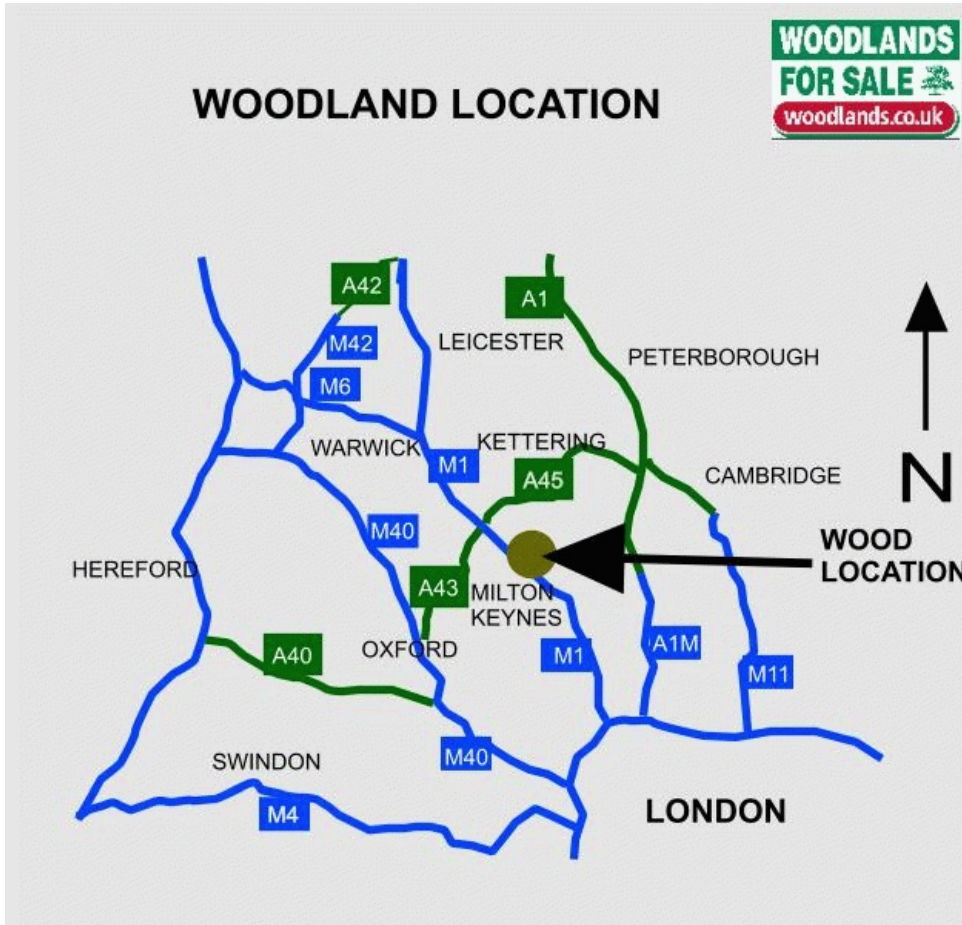 WOODLANDS
FOR SALE
woodlands.co.uk
WOODLAND LOCATION
A42
A1
M42
LEICESTER
PETERBOROUGH
M6
WARWICK
KETTERING
M1
A45
CAMBRIDGE
N
M40
WOOD
LOCATION
HEREFORD
A43
MILTON
KEYNES
OXFORD
A40
M1
A1M
M11
M40
SWINDON
M4
LONDON